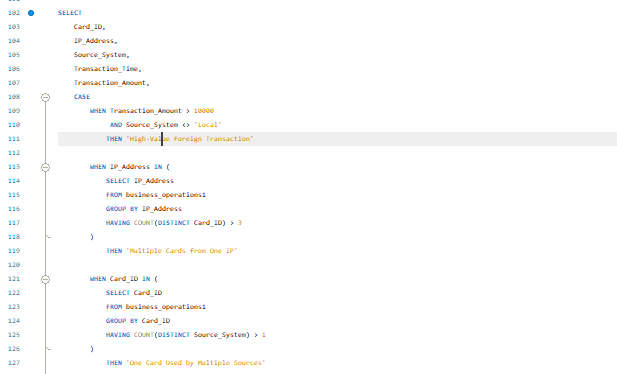 102 SELECT
103 Card_ID,
104 IP_Address,
105 Source_System,
106 Transaction_Time,
107 Transaction_Amount,
108 CASE
109 WHEN Transaction_Amount > 10000
110 AND Source_System <> 'Local'
111 THEN 'High-Value Foreign Transaction'
112
113 WHEN IP_Address IN (
114 SELECT IP_Address
115 FROM business_operations1
116 GROUP BY IP_Address
117 HAVING COUNT(DISTINCT Card_ID) > 3
118 )
119 THEN 'Multiple Cards from One IP'
120
121 WHEN Card_ID IN (
122 SELECT Card_ID
123 FROM business_operations1
124 GROUP BY Card_ID
125 HAVING COUNT(DISTINCT Source_System) > 1
126 )
127 THEN 'One Card Used by Multiple Sources'